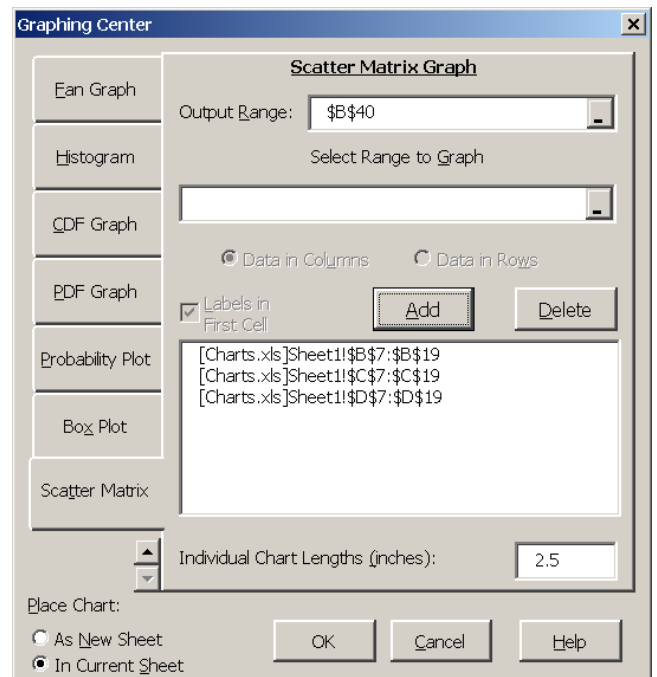 Graphing Center
Fan Graph
Histogram
CDF Graph
PDF Graph
Probability Plot
Box Plot
Scatter Matrix
Scatter Matrix Graph
Output Range: $B$40
Select Range to Graph
Data in Columns Data in Rows
Labels in
First Cell
Add Delete
[Charts.xls]Sheet1!$B$7:$B$19
[Charts.xls]Sheet1!$C$7:$C$19
[Charts.xls]Sheet1!$D$7:$D$19
Individual Chart Lengths (inches): 2.5
Place Chart:
As New Sheet
In Current Sheet
OK Cancel Help